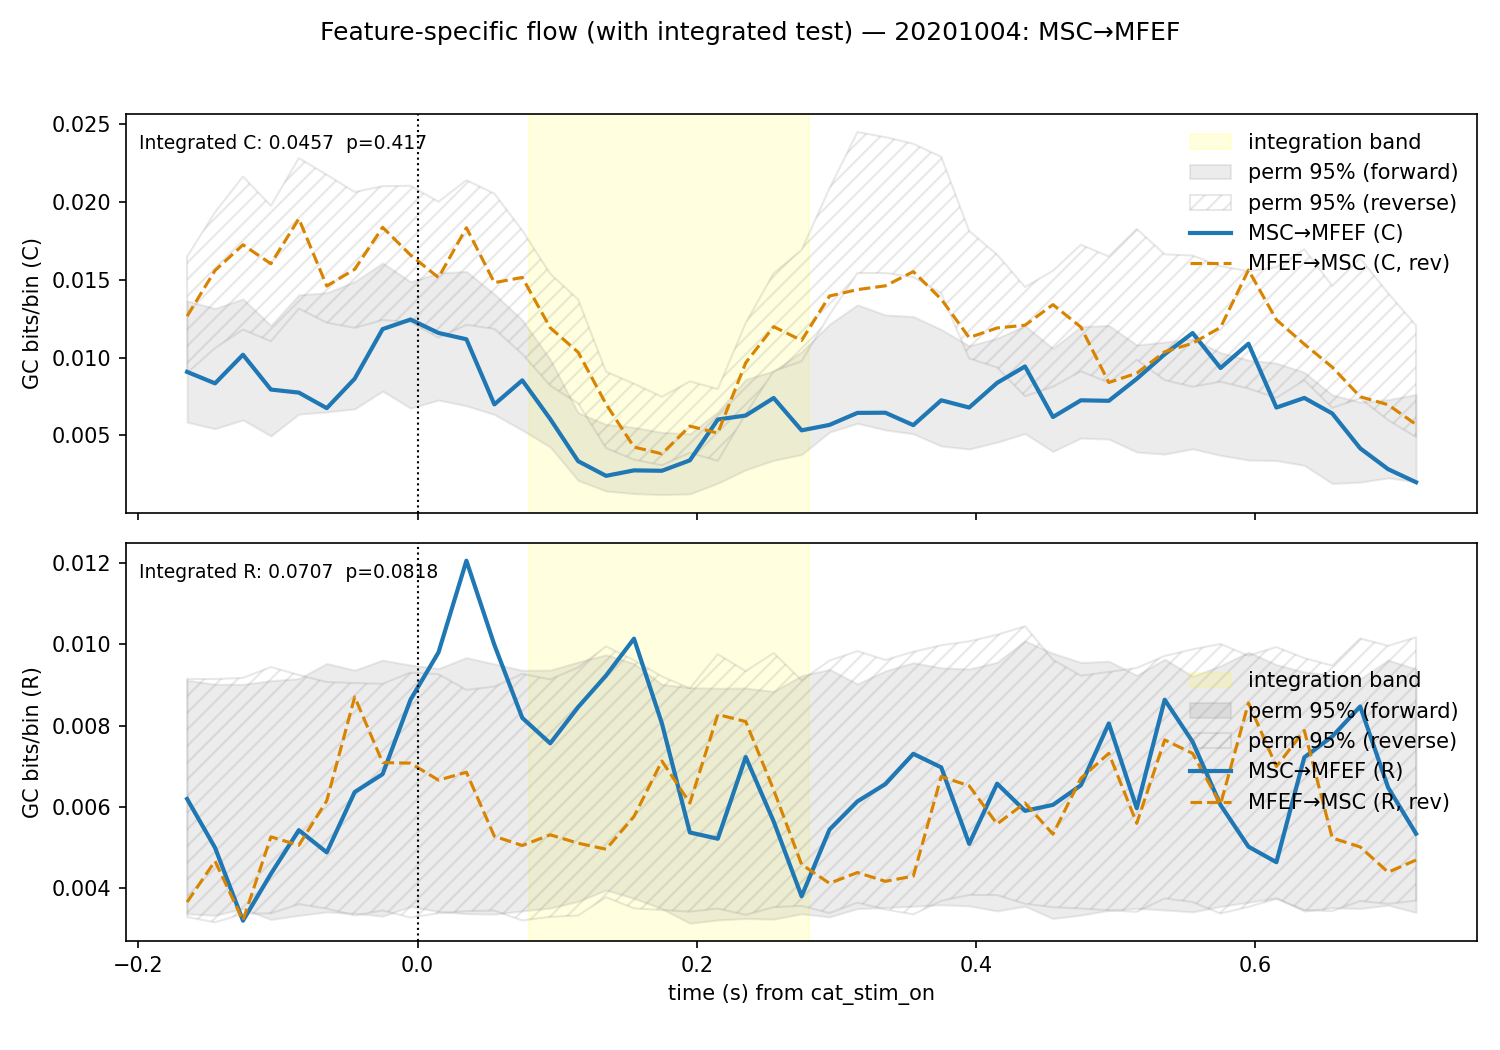 Feature-specific flow (with integrated test) — 20201004: MSC→MFEF
GC bits/bin (C)
0.025
0.020
0.015
0.010
0.005
Integrated C: 0.0457 p=0.417
integration band
perm 95% (forward)
perm 95% (reverse)
MSC→MFEF (C)
MFEF→MSC (C, rev)
GC bits/bin (R)
0.012
0.010
0.008
0.006
0.004
Integrated R: 0.0707 p=0.0818
integration band
perm 95% (forward)
perm 95% (reverse)
MSC→MFEF (R)
MFEF→MSC (R, rev)
−0.2 0.0 0.2 0.4 0.6
time (s) from cat_stim_on